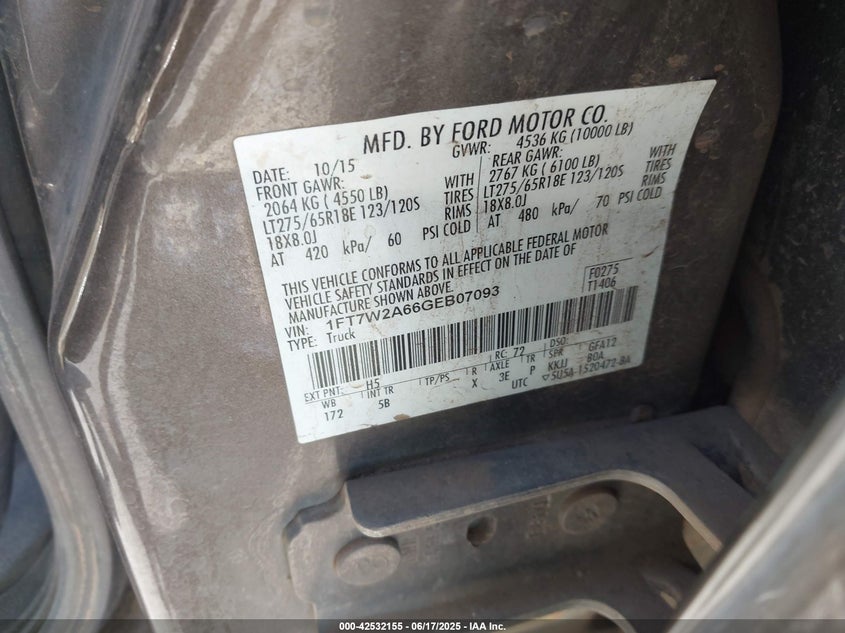 MFD. BY FORD MOTOR CO.
DATE: 10/15 GVWR: 4536 KG (10000 LB)
FRONT GAWR: REAR GAWR:
2064 KG ( 4550 LB) WITH 2767 KG ( 6100 LB) WITH
LT275/65R18E 123/120S TIRES LT275/65R18E 123/120S TIRES
18X8.0J RIMS 18X8.0J RIMS
AT 420 kPa/ 60 PSI COLD AT 480 kPa/ 70 PSI COLD
THIS VEHICLE CONFORMS TO ALL APPLICABLE FEDERAL MOTOR
VEHICLE SAFETY STANDARDS IN EFFECT ON THE DATE OF
MANUFACTURE SHOWN ABOVE.
VIN: 1FT7W2A66GEB07093
TYPE: Truck
F0275
T1406
EXT PNT: H5 RC: 72 DSO:
WB INT TR TP/PS R AXLE TR SPR GFA12
172 5B X 3E P KKJJ BOA
UTC ▽5U5A-1520472-BA
000-42532155 | 06/17/2025 | IAA Inc.